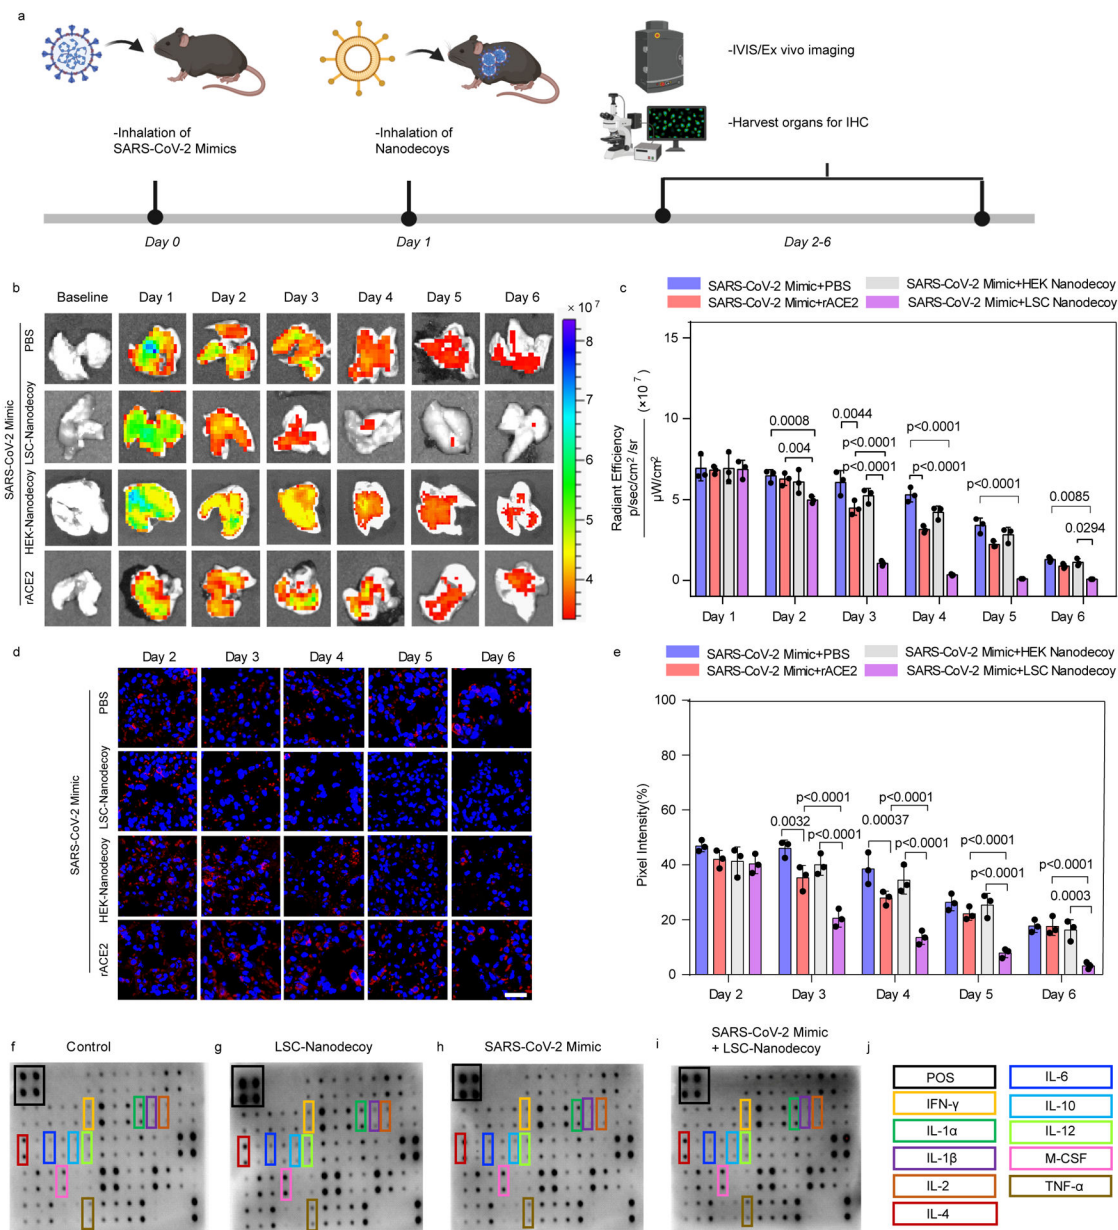 a
-Inhalation of
SARS-CoV-2 Mimics
-Inhalation of
Nanodecoys
-IVIS/Ex vivo imaging
-Harvest organs for IHC
Day 0
Day 1
Day 2-6
b
Baseline
Day 1
Day 2
Day 3
Day 4
Day 5
Day 6
× 10 7
8
7
6
5
4
SARS-CoV-2 Mimic
PBS
LSC-Nanodecoy
HEK-Nanodecoy
rACE2
c
SARS-CoV-2 Mimic+PBS
SARS-CoV-2 Mimic+HEK Nanodecoy
SARS-CoV-2 Mimic+rACE2
SARS-CoV-2 Mimic+LSC Nanodecoy
Radiant Efficiency
p/sec/cm² /sr
µW/cm2
(×10 7)
15
10
5
0
0.0008
0.004
0.0044
p<0.0001
p<0.0001
p<0.0001
p<0.0001
p<0.0001
0.0085
0.0294
Day 1
Day 2
Day 3
Day 4
Day 5
Day 6
d
Day 2
Day 3
Day 4
Day 5
Day 6
SARS-CoV-2 Mimic
PBS
LSC-Nanodecoy
HEK-Nanodecoy
rACE2
e
SARS-CoV-2 Mimic+PBS
SARS-CoV-2 Mimic+HEK Nanodecoy
SARS-CoV-2 Mimic+rACE2
SARS-CoV-2 Mimic+LSC Nanodecoy
PIxel Intensity(%)
100
80
60
40
20
0
p<0.0001
0.0032
p<0.0001
p<0.0001
0.00037
p<0.0001
p<0.0001
p<0.0001
p<0.0001
0.0003
Day 2
Day 3
Day 4
Day 5
Day 6
f
Control
g
LSC-Nanodecoy
h
SARS-CoV-2 Mimic
i
SARS-CoV-2 Mimic
+ LSC-Nanodecoy
j
POS
IL-6
IFN-γ
IL-10
IL-1α
IL-12
IL-1β
M-CSF
IL-2
TNF-α
IL-4